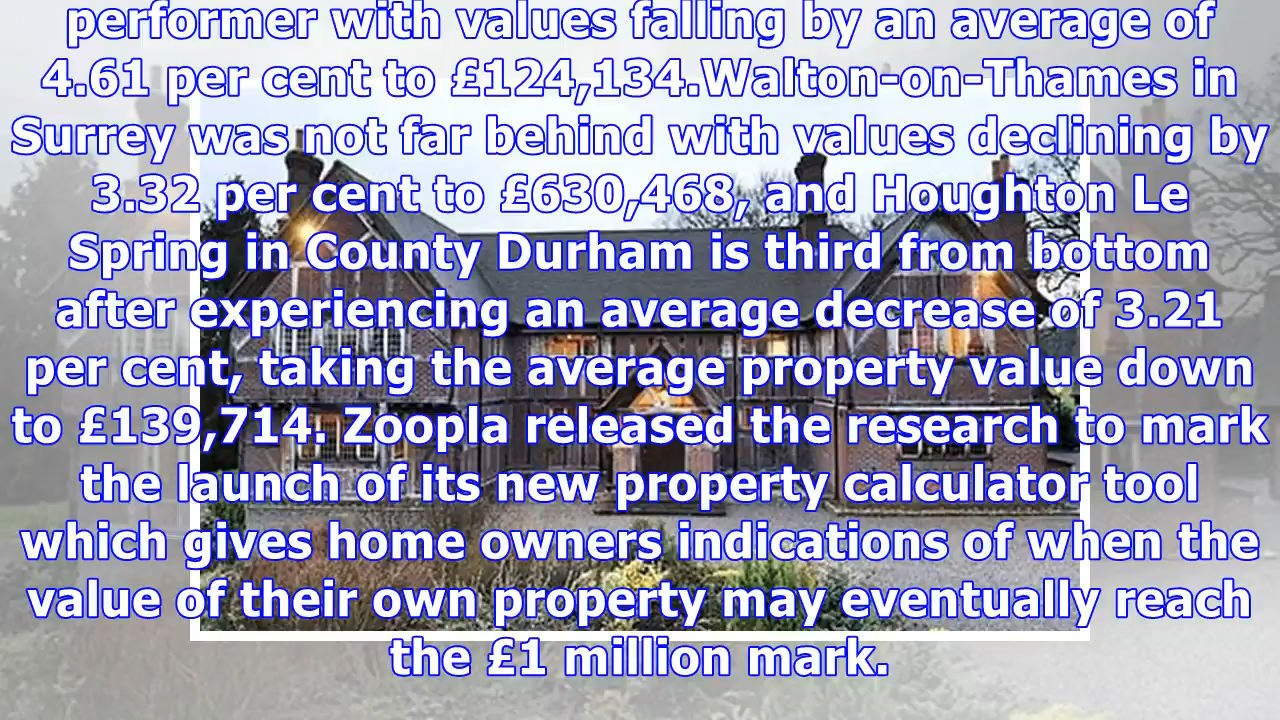 performer with values falling by an average of
4.61 per cent to £124,134.Walton-on-Thames in
Surrey was not far behind with values declining by
3.32 per cent to £630,468, and Houghton Le
Spring in County Durham is third from bottom
after experiencing an average decrease of 3.21
per cent, taking the average property value down
to £139,714. Zoopla released the research to mark
the launch of its new property calculator tool
which gives home owners indications of when the
value of their own property may eventually reach
the £1 million mark.